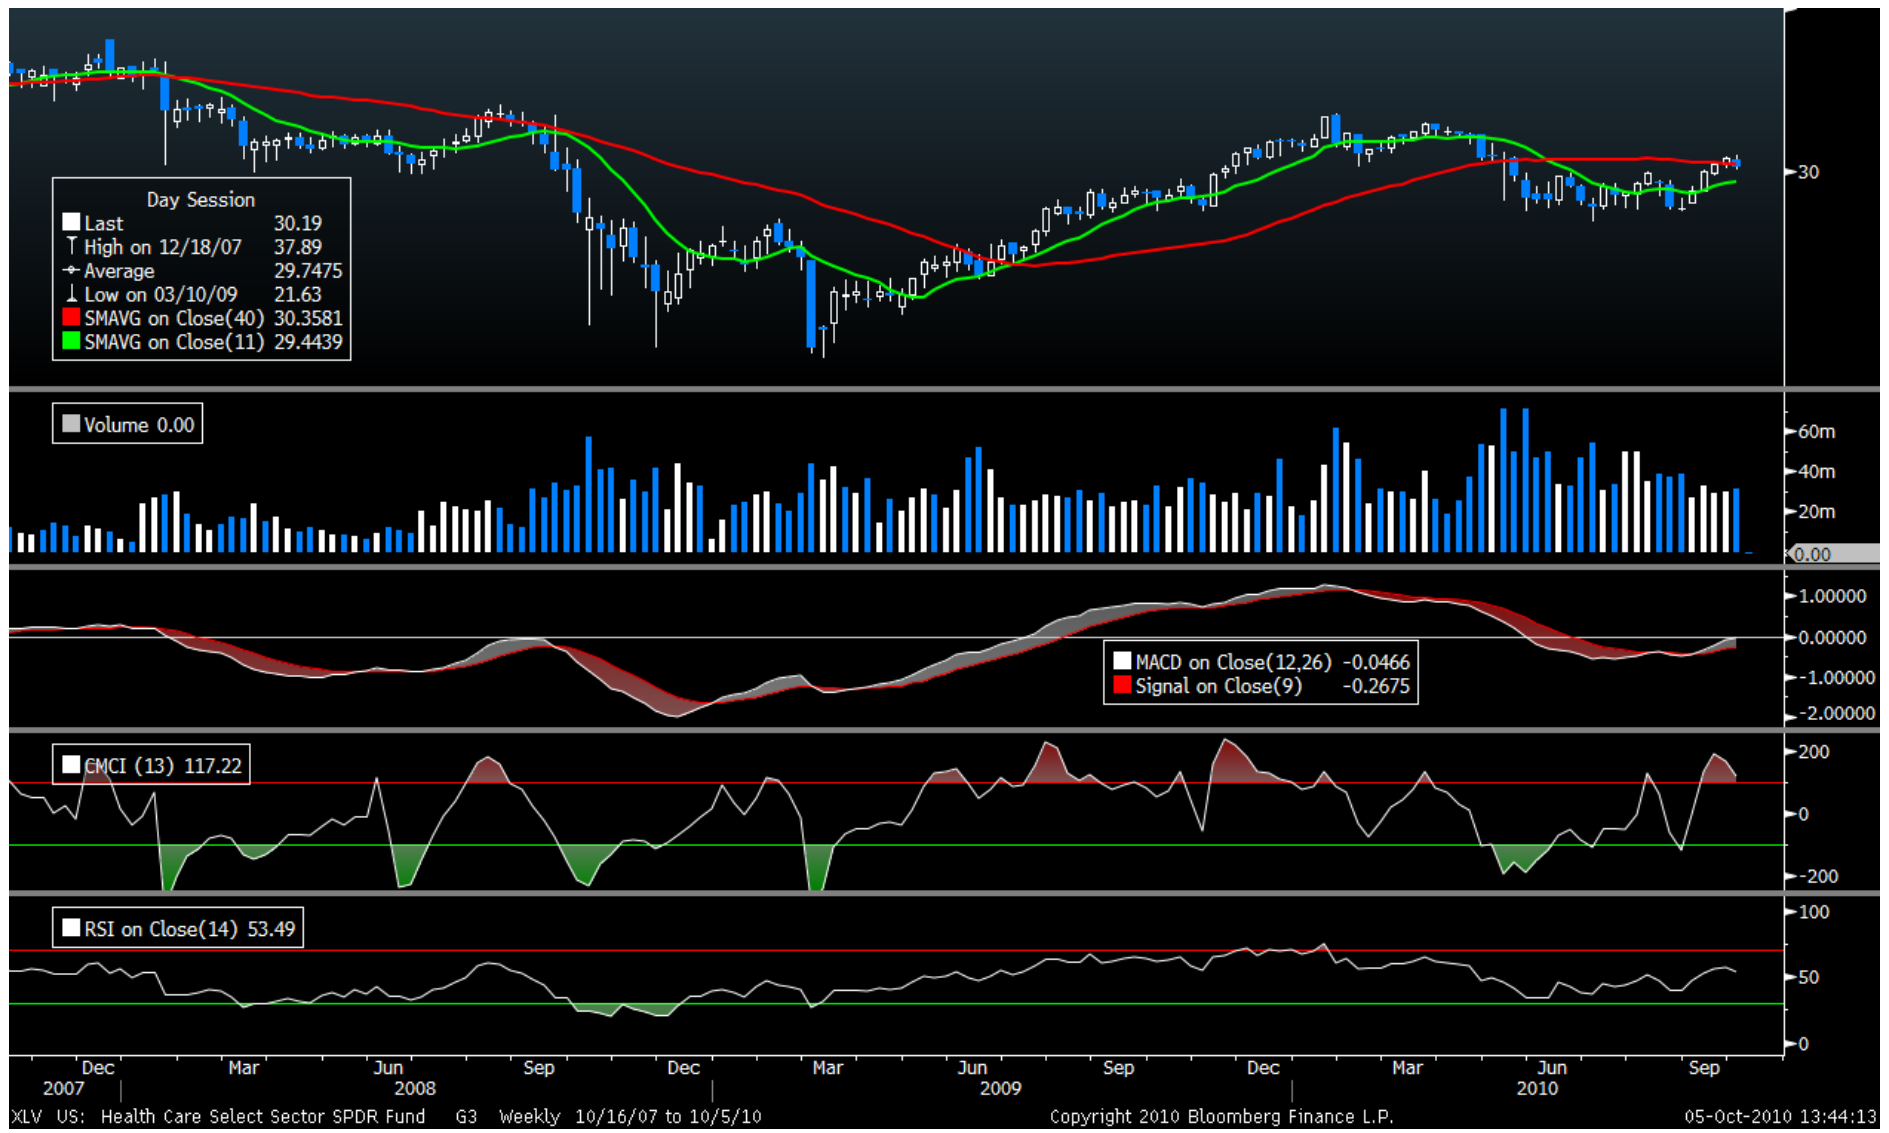 Day Session
Last 30.19
High on 12/18/07 37.89
Average 29.7475
Low on 03/10/09 21.63
SMAVG on Close(40) 30.3581
SMAVG on Close(11) 29.4439
30
Volume 0.00
60m
40m
20m
0.00
1.00000
0.00000
-1.00000
-2.00000
MACD on Close(12,26) -0.0466
Signal on Close(9) -0.2675
CMCI (13) 117.22
200
0
-200
RSI on Close(14) 53.49
100
50
0
Dec Mar Jun Sep Dec Mar Jun Sep Dec Mar Jun Sep
2007 2008 2009 2010
XLV US: Health Care Select Sector SPDR Fund G3 Weekly 10/16/07 to 10/5/10 Copyright 2010 Bloomberg Finance L.P. 05-Oct-2010 13:44:13